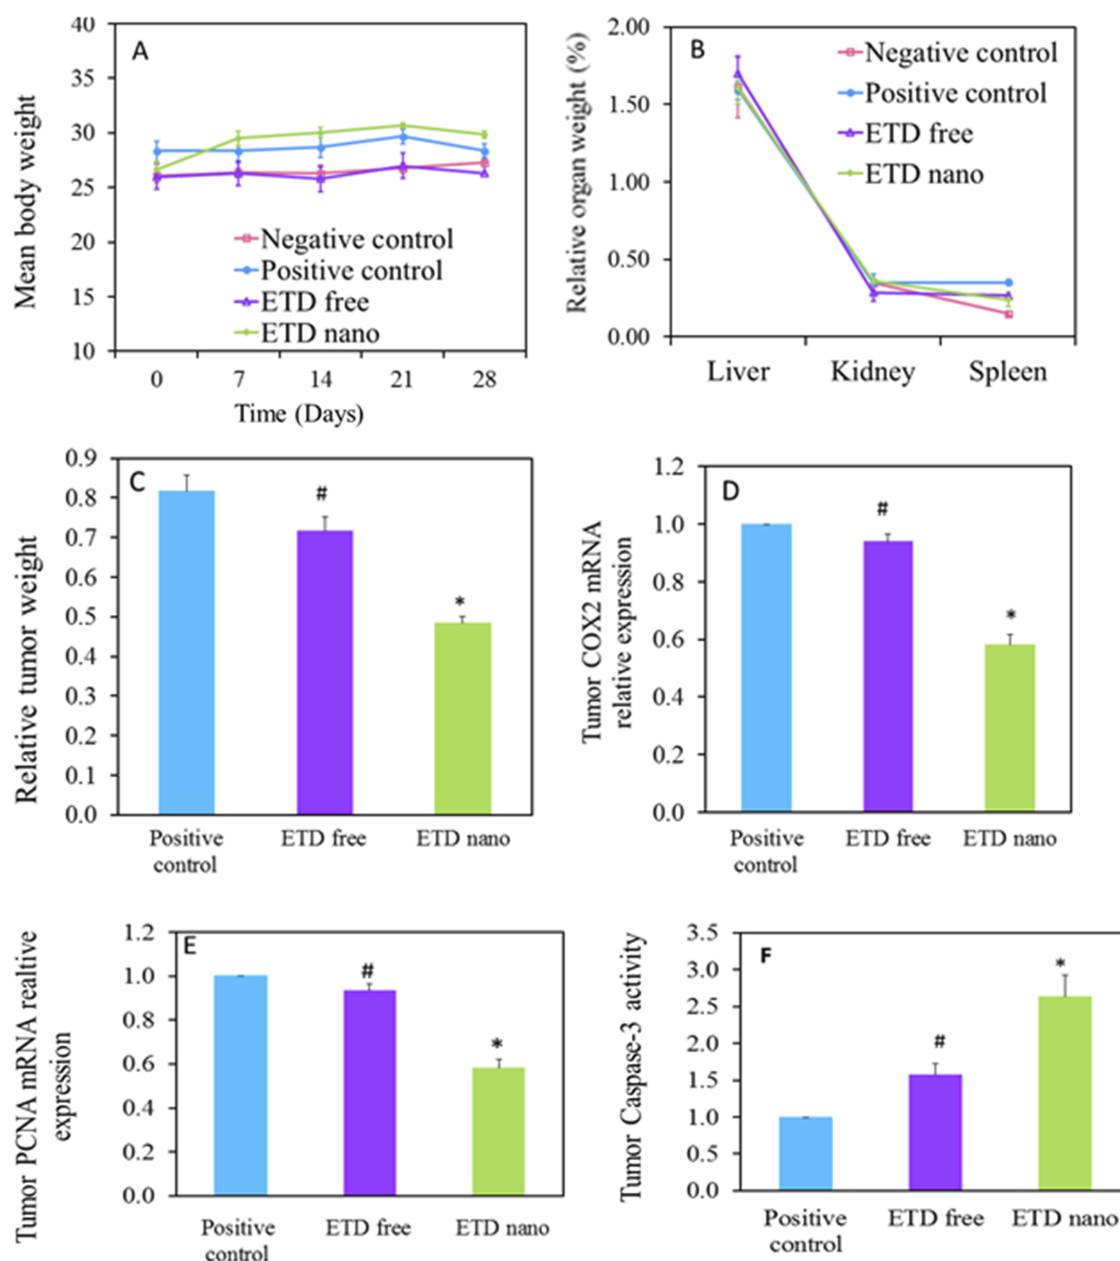 A
Mean body weight
40
35
30
25
20
15
10
Negative control
Positive control
ETD free
ETD nano
0 7 14 21 28
Time (Days)
B
Relative organ weight (%)
2.00
1.50
1.00
0.50
0.00
Negative control
Positive control
ETD free
ETD nano
Liver Kidney Spleen
C
Relative tumor weight
0.9
0.8
0.7
0.6
0.5
0.4
0.3
0.2
0.1
0.0
#
*
Positive
control
ETD free
ETD nano
D
Tumor COX2 mRNA
relative expression
1.2
1.0
0.8
0.6
0.4
0.2
0.0
#
*
Positive
control
ETD free
ETD nano
E
Tumor PCNA mRNA realtive
expression
1.2
1.0
0.8
0.6
0.4
0.2
0.0
#
*
Positive
control
ETD free
ETD nano
F
Tumor Caspase-3 activity
3.5
3.0
2.5
2.0
1.5
1.0
0.5
0.0
#
*
Positive
control
ETD free
ETD nano